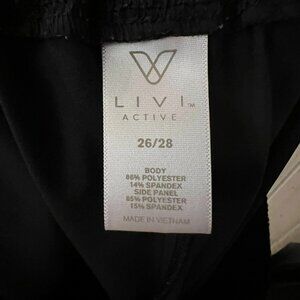 LIVI™
ACTIVE
26/28
BODY
86% POLYESTER
14% SPANDEX
SIDE PANEL
85% POLYESTER
15% SPANDEX
MADE IN VIETNAM